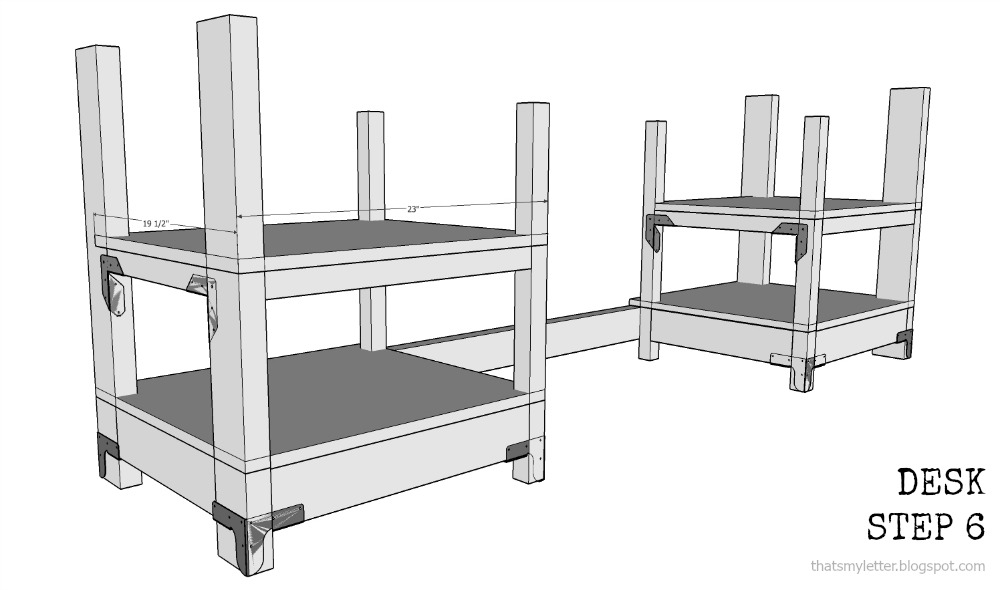 19 1/2"
23"
DESK
STEP 6
thatsmyletter.blogspot.com